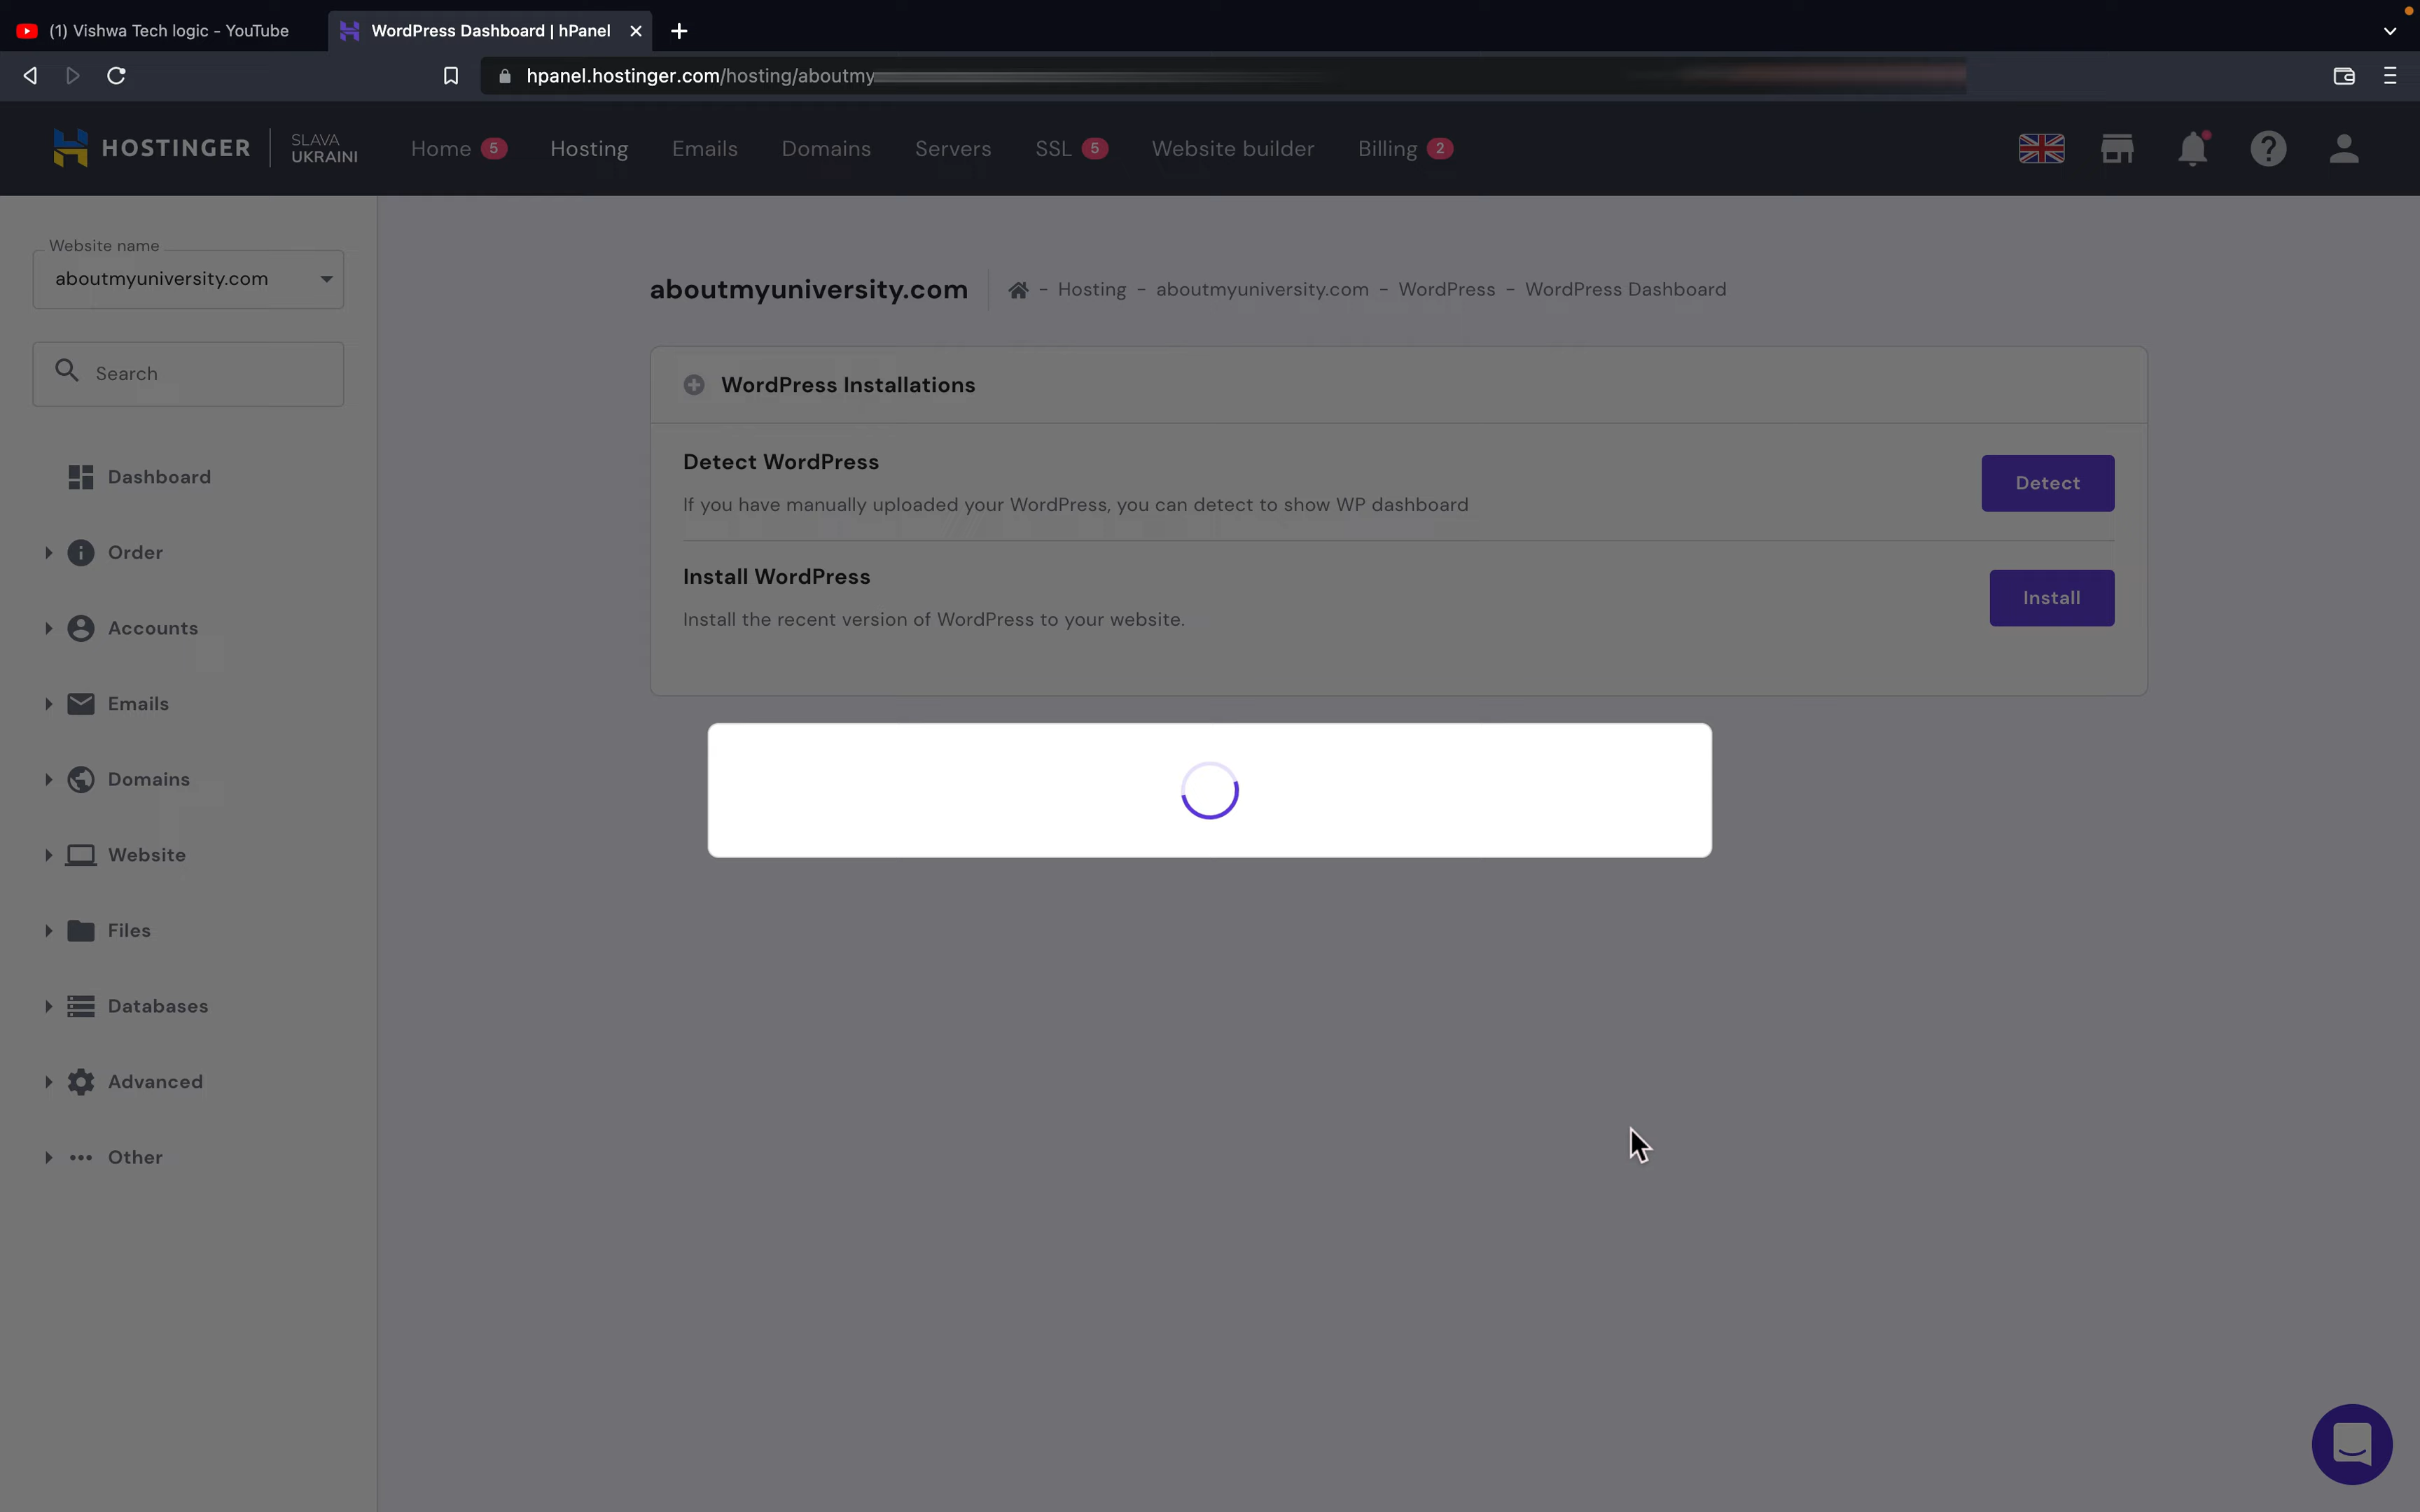 (1) Vishwa Tech logic - YouTube
WordPress Dashboard | hPanel
hpanel.hostinger.com/hosting/aboutmy
HOSTINGER
SLAVA
UKRAINI
Home 5
Hosting
Emails
Domains
Servers
SSL 5
Website builder
Billing 2
Website name
aboutmyuniversity.com
Search
Dashboard
Order
Accounts
Emails
Domains
Website
Files
Databases
Advanced
Other
aboutmyuniversity.com
- Hosting - aboutmyuniversity.com - WordPress - WordPress Dashboard
WordPress Installations
Detect WordPress
If you have manually uploaded your WordPress, you can detect to show WP dashboard
Detect
Install WordPress
Install the recent version of WordPress to your website.
Install